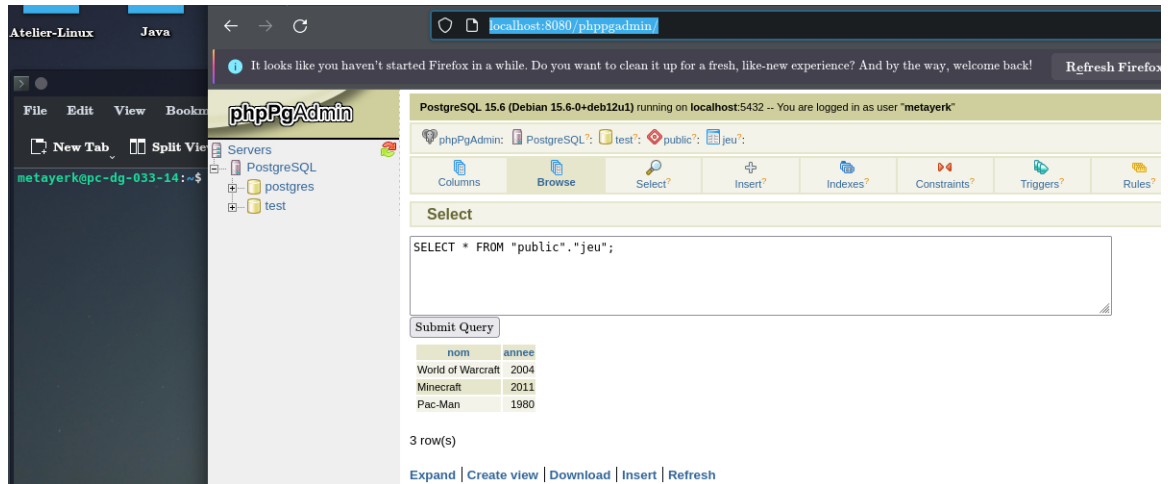 Atelier-Linux
Java
localhost:8080/phppgadmin/
It looks like you haven't started Firefox in a while. Do you want to clean it up for a fresh, like-new experience? And by the way, welcome back!
Refresh Firefox
File Edit View Bookm
New Tab Split Vie
metayerk@pc-dg-033-14:~$
phpPgAdmin
Servers
PostgreSQL
postgres
test
PostgreSQL 15.6 (Debian 15.6-0+deb12u1) running on localhost:5432 -- You are logged in as user "metayerk"
phpPgAdmin: PostgreSQL?: test?: public?: jeu?:
Columns Browse Select? Insert? Indexes? Constraints? Triggers? Rules?
Select
SELECT * FROM "public"."jeu";
Submit Query
nom annee
World of Warcraft 2004
Minecraft 2011
Pac-Man 1980
3 row(s)
Expand | Create view | Download | Insert | Refresh